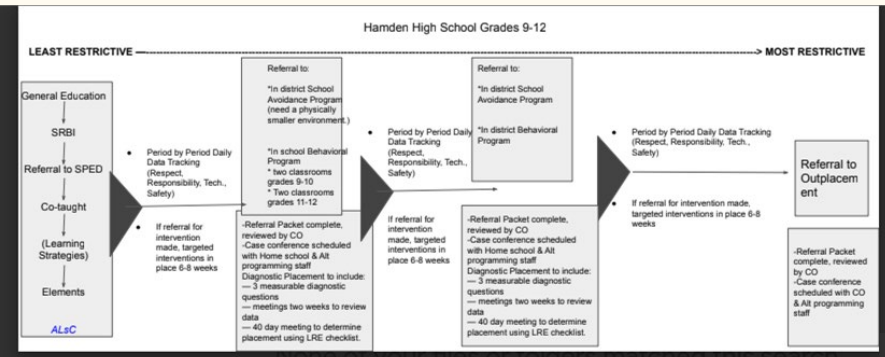 Hamden High School Grades 9-12
LEAST RESTRICTIVE
> MOST RESTRICTIVE
General Education
SRBI
Referral to SPED
Co-taught
(Learning
Strategies)
Elements
ALsC
• Period by Period Daily
Data Tracking
(Respect,
Responsibility, Tech.,
Safety)
• If referral for
intervention
made, targeted
interventions in
place 6-8 weeks
Referral to:
*In district School
Avoidance Program
(need a physically
smaller environment.)
*In school Behavioral
Program
* two classrooms
grades 9-10
* Two classrooms
grades 11-12
-Referral Packet complete,
reviewed by CO
-Case conference scheduled
with Home school & Alt
programming staff
Diagnostic Placement to include:
— 3 measurable diagnostic
questions
— meetings two weeks to review
data
— 40 day meeting to determine
placement using LRE checklist.
• Period by Period Daily
Data Tracking
(Respect,
Responsibility, Tech.,
Safety)
If referral for
intervention
made, targeted
interventions in
place 6-8 weeks
Referral to:
*In district School
Avoidance Program
*In district Behavioral
Program
-Referral Packet complete,
reviewed by CO
-Case conference scheduled
with Home school & Alt
programming staff
Diagnostic Placement to include:
— 3 measurable diagnostic
questions
— meetings two weeks to review
data
— 40 day meeting to determine
placement using LRE checklist.
• Period by Period Daily Data Tracking
(Respect, Responsibility, Tech.,
Safety)
• If referral for intervention made,
targeted interventions in place 6-8
weeks
Referral to
Outplacem
ent
-Referral Packet
complete, reviewed
by CO
-Case conference
scheduled with CO
& Alt programming
staff